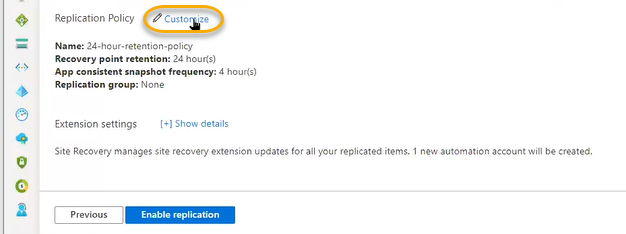 Replication Policy Customize
Name: 24-hour-retention-policy
Recovery point retention: 24 hour(s)
App consistent snapshot frequency: 4 hour(s)
Replication group: None
Extension settings [+] Show details
Site Recovery manages site recovery extension updates for all your replicated items. 1 new automation account will be created.
Previous Enable replication